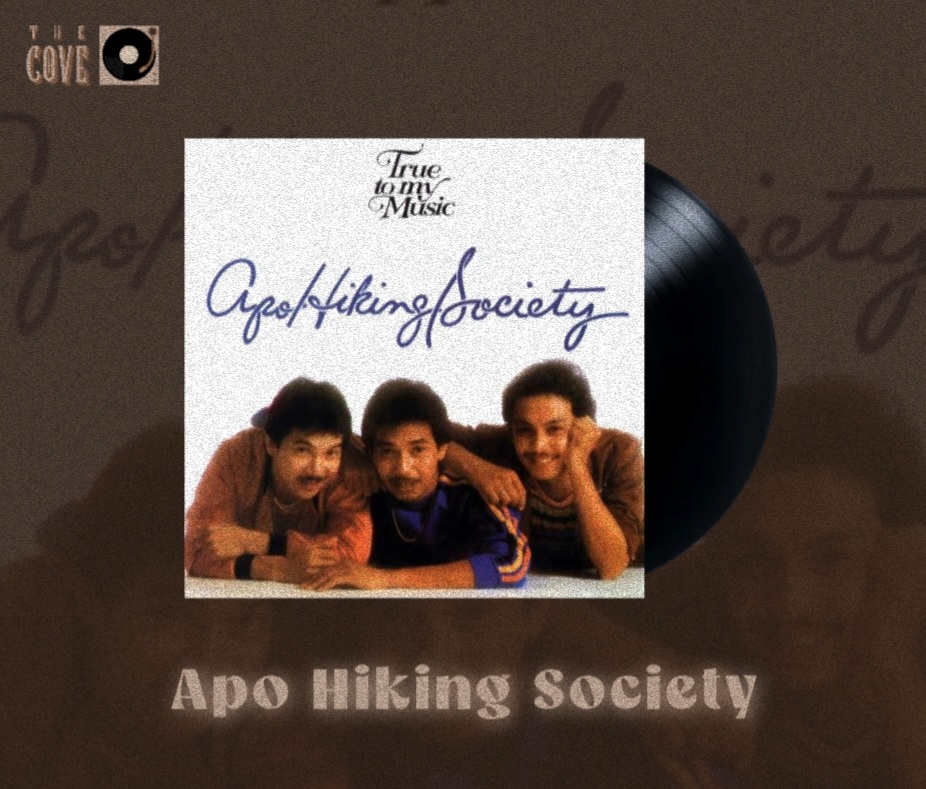 THE
COVE
True
to my
Music
Apo/Hiking/Society
Apo Hiking Society